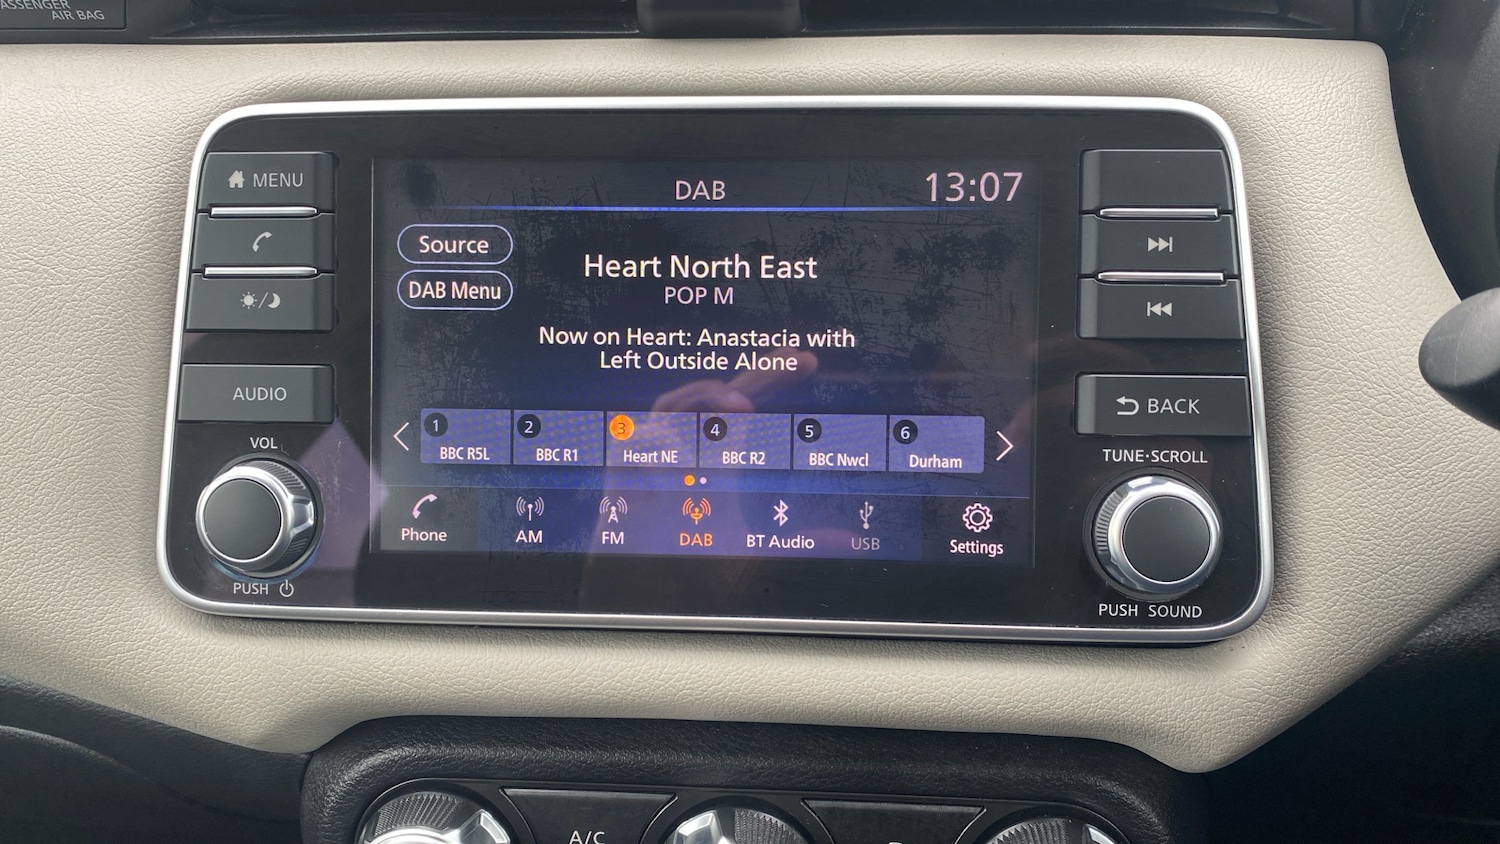 PASSENGER
AIR BAG
MENU
AUDIO
VOL
PUSH
DAB
13:07
Source
DAB Menu
Heart North East
POP M
Now on Heart: Anastacia with
Left Outside Alone
1 2 3 4 5 6
BBC R5L BBC R1 Heart NE BBC R2 BBC Nwcl Durham
Phone AM FM DAB BT Audio USB Settings
BACK
TUNE·SCROLL
PUSH SOUND
A/C